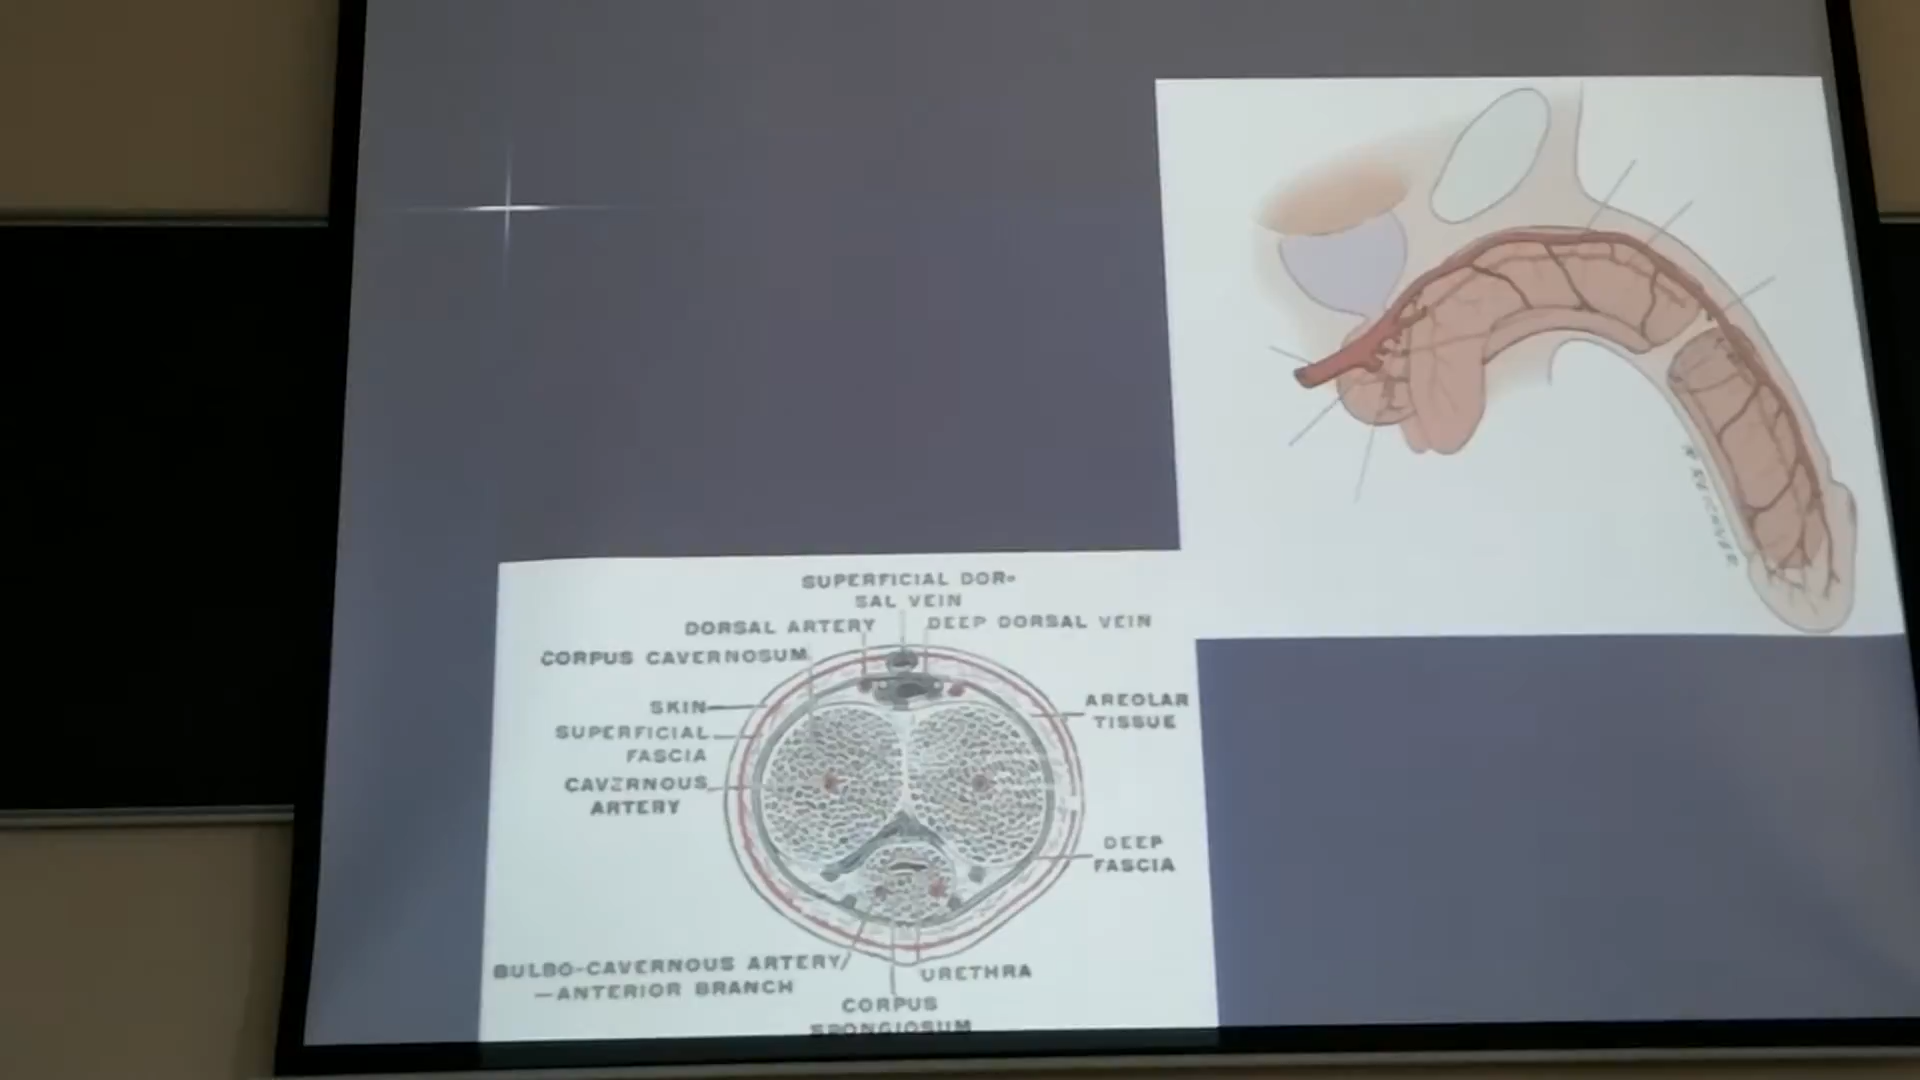 SUPERFICIAL DOR-
SAL VEIN
DORSAL ARTERY
DEEP DORSAL VEIN
CORPUS CAVERNOSUM
SKIN
AREOLAR
TISSUE
SUPERFICIAL
FASCIA
CAVERNOUS
ARTERY
DEEP
FASCIA
BULBO-CAVERNOUS ARTERY
—ANTERIOR BRANCH
URETHRA
CORPUS
SPONGIOSUM